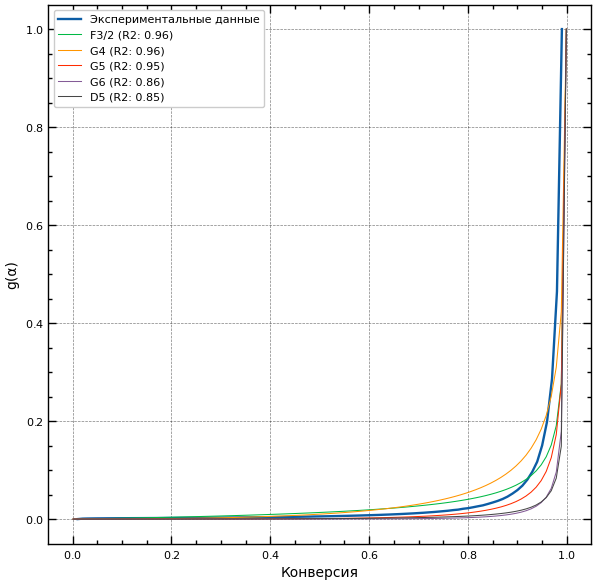 Экспериментальные данные
F3/2 (R2: 0.96)
G4 (R2: 0.96)
G5 (R2: 0.95)
G6 (R2: 0.86)
D5 (R2: 0.85)
1.0
0.8
0.6
0.4
0.2
0.0
g(α)
0.0 0.2 0.4 0.6 0.8 1.0
Конверсия